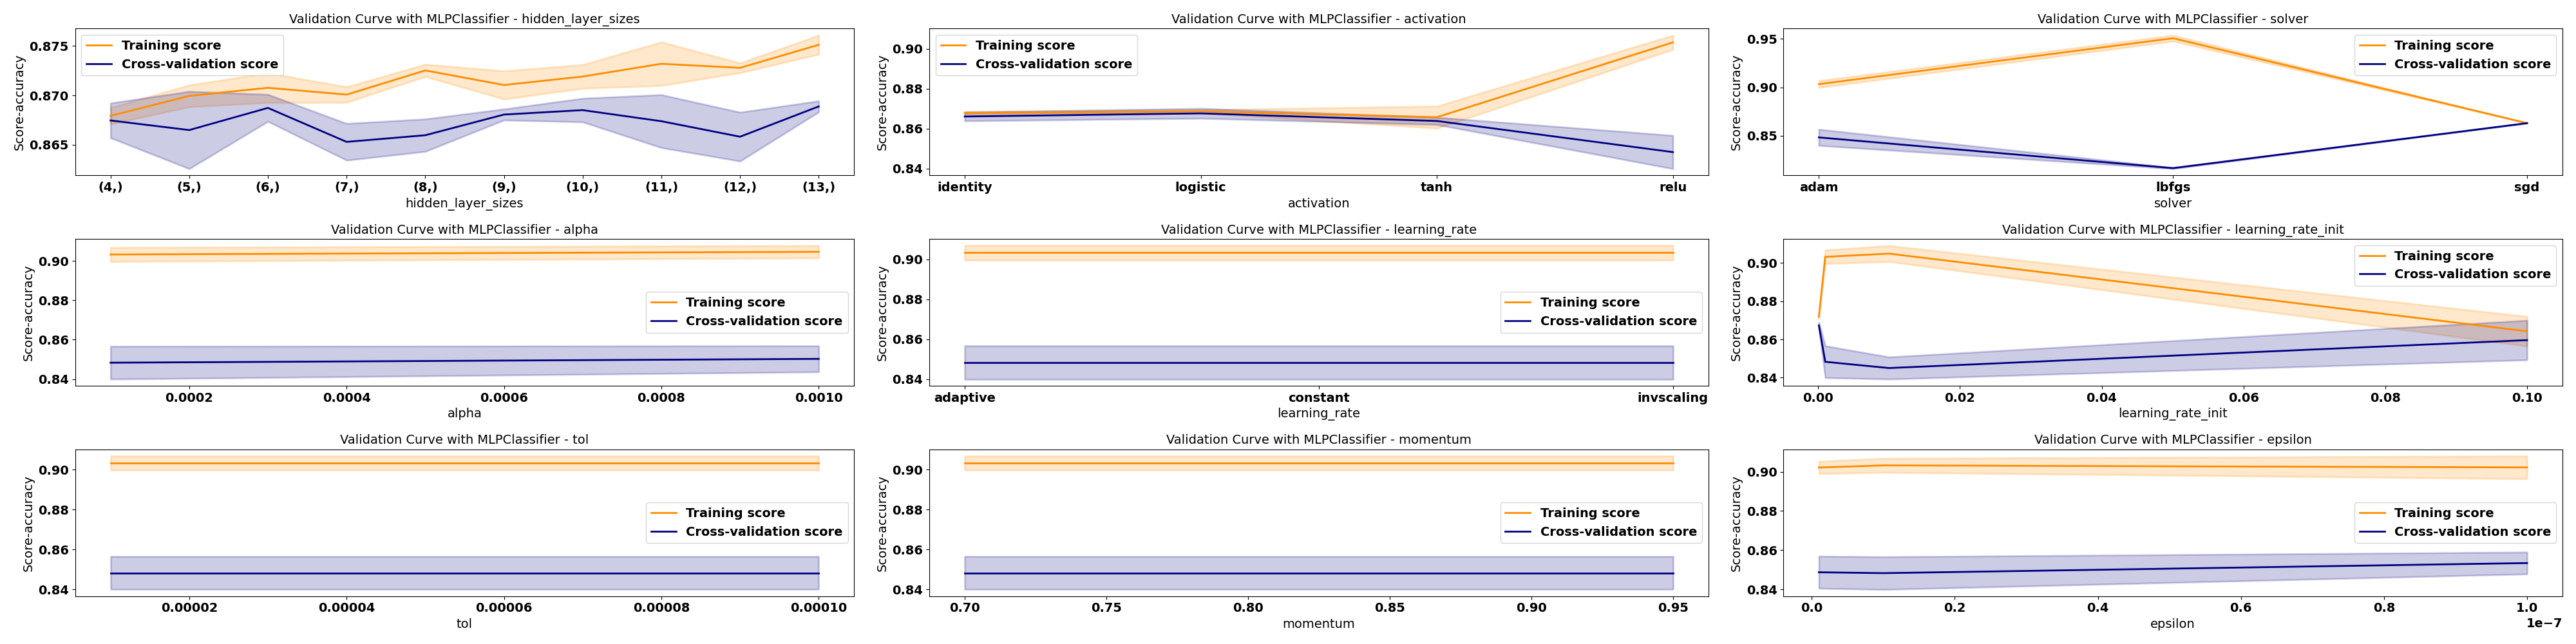 Validation Curve with MLPClassifier - hidden_layer_sizes
Score-accuracy
0.875
0.870
0.865
Training score
Cross-validation score
(4,) (5,) (6,) (7,) (8,) (9,) (10,) (11,) (12,) (13,)
hidden_layer_sizes
Validation Curve with MLPClassifier - activation
Score-accuracy
0.90
0.88
0.86
0.84
Training score
Cross-validation score
identity logistic tanh relu
activation
Validation Curve with MLPClassifier - solver
Score-accuracy
0.95
0.90
0.85
Training score
Cross-validation score
adam lbfgs sgd
solver
Validation Curve with MLPClassifier - alpha
Score-accuracy
0.90
0.88
0.86
0.84
Training score
Cross-validation score
0.0002 0.0004 0.0006 0.0008 0.0010
alpha
Validation Curve with MLPClassifier - learning_rate
Score-accuracy
0.90
0.88
0.86
0.84
Training score
Cross-validation score
adaptive constant invscaling
learning_rate
Validation Curve with MLPClassifier - learning_rate_init
Score-accuracy
0.90
0.88
0.86
0.84
Training score
Cross-validation score
0.00 0.02 0.04 0.06 0.08 0.10
learning_rate_init
Validation Curve with MLPClassifier - tol
Score-accuracy
0.90
0.88
0.86
0.84
Training score
Cross-validation score
0.00002 0.00004 0.00006 0.00008 0.00010
tol
Validation Curve with MLPClassifier - momentum
Score-accuracy
0.90
0.88
0.86
0.84
Training score
Cross-validation score
0.70 0.75 0.80 0.85 0.90 0.95
momentum
Validation Curve with MLPClassifier - epsilon
Score-accuracy
0.90
0.88
0.86
0.84
Training score
Cross-validation score
0.0 0.2 0.4 0.6 0.8 1.0
1e−7
epsilon